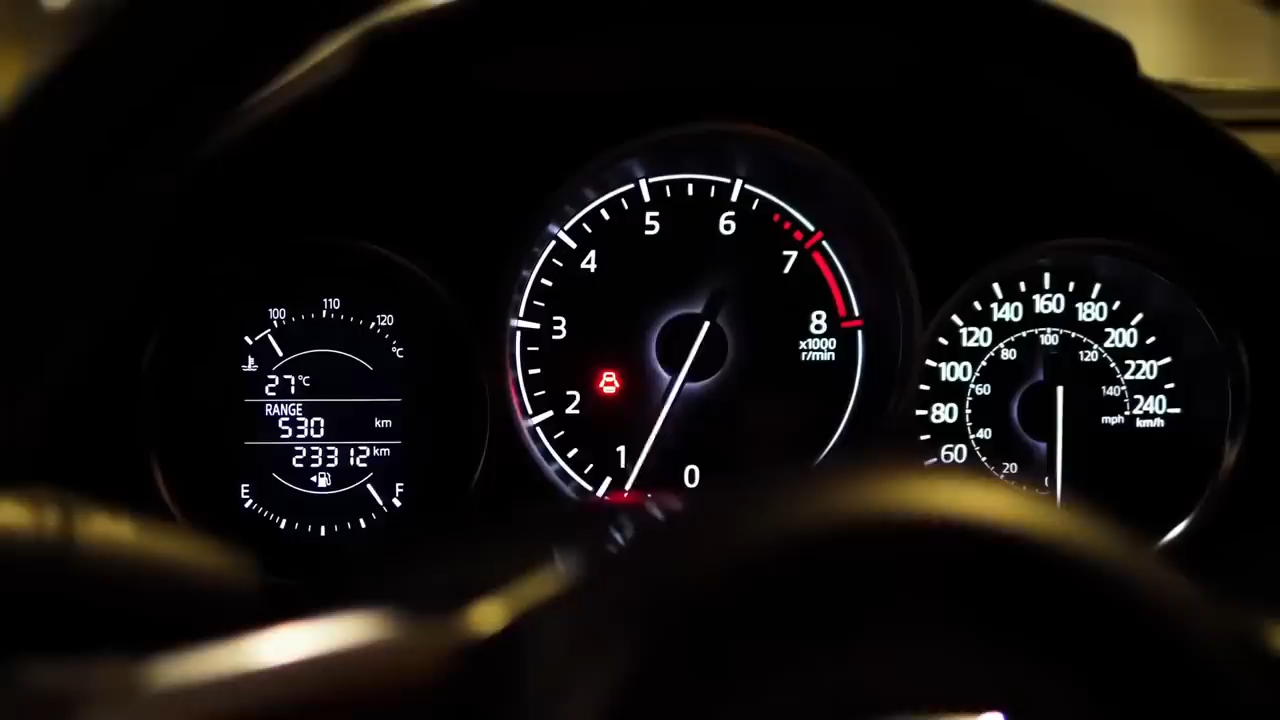 100 110 120
°C
27°C
RANGE
530 km
23312 km
E F
0 1 2 3 4 5 6 7 8
x1000
r/min
60 80 100 120 140 160 180 200 220 240
km/h
20 40 60 80 100 120 140
mph